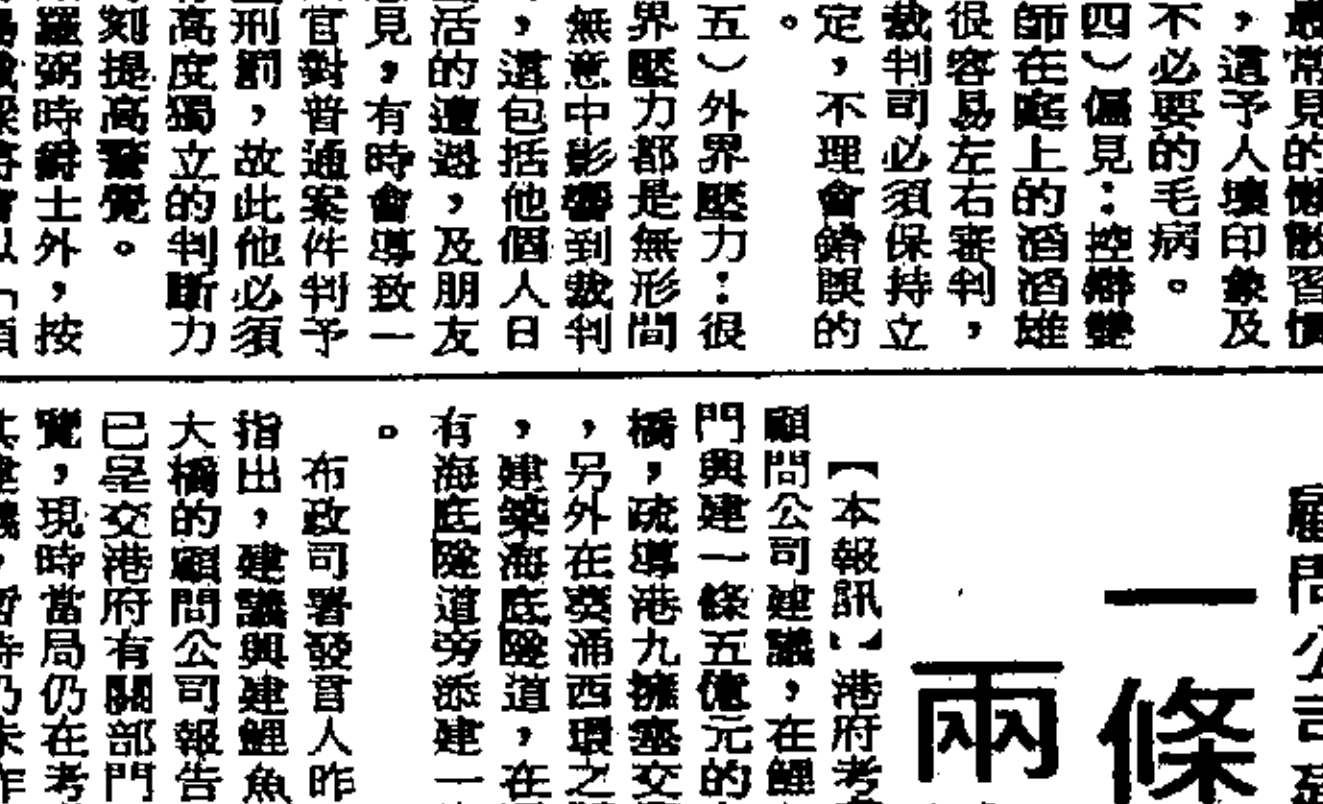 最常見的懶散習慣
，這予人壞印象及
不必要的毛病。
四）偏見：控辯雙
師在庭上的滔滔雄
很容易左右審判，
裁判司必須保持立
定，不理會錯誤的
。
五）外界壓力：很
界壓力都是無形間
無意中影響到裁判
，這包括他個人日
活的遭遇，及朋友
見，有時會導致一
官對普通案件判予
刑罰，故此他必須
高度獨立的判斷力
刻提高警覺。
羅弼時爵士外，按
顧問公司
一條
兩
【本報訊】港府考
顧問公司建議，在鯉
門興建一條五億元的
橋，疏導港九擁塞交
，另外在葵涌西環之
，建築海底隧道，在
有海底隧道旁添建一
。
布政司署發言人昨
指出，建議興建鯉魚
大橋的顧問公司報告
已呈交港府有關部門
覽，現時當局仍在考